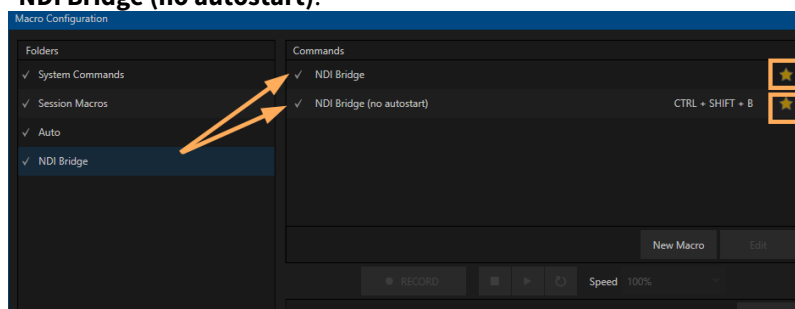 NDI Bridge (no autostart).
Macro Configuration
Folders
✓ System Commands
✓ Session Macros
✓ Auto
✓ NDI Bridge
Commands
✓ NDI Bridge
✓ NDI Bridge (no autostart) CTRL + SHIFT + B
New Macro Edit
RECORD Speed 100%